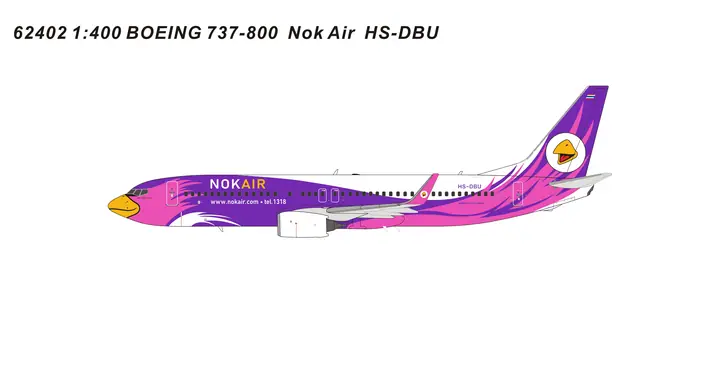 62402 1:400 BOEING 737-800 Nok Air HS-DBU
NOKAIR
www.nokair.com • tel.1318
HS-DBU